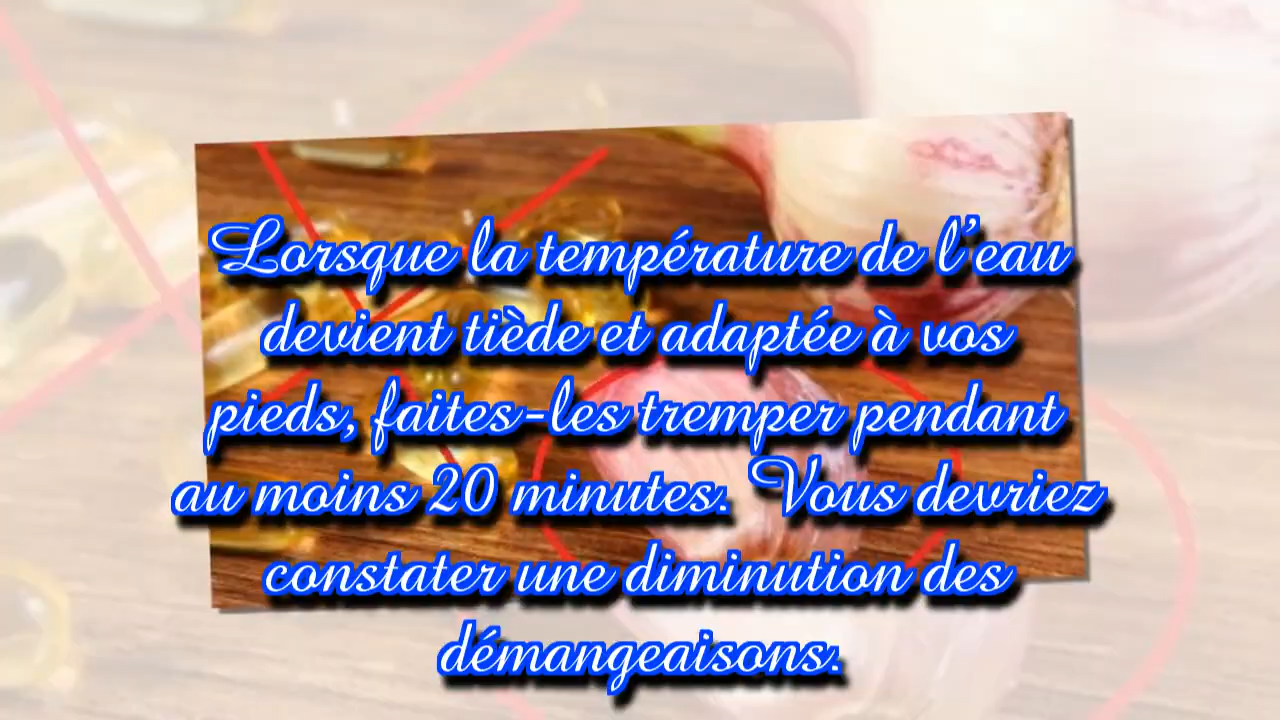 Lorsque la température de l'eau
devient tiède et adaptée à vos
pieds, faites-les tremper pendant
au moins 20 minutes. Vous devriez
constater une diminution des
démangeaisons.